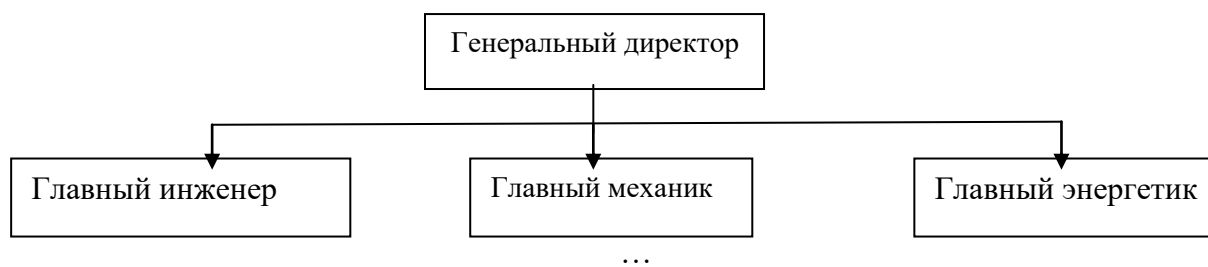 Генеральный директор
Главный инженер
Главный механик
Главный энергетик
…